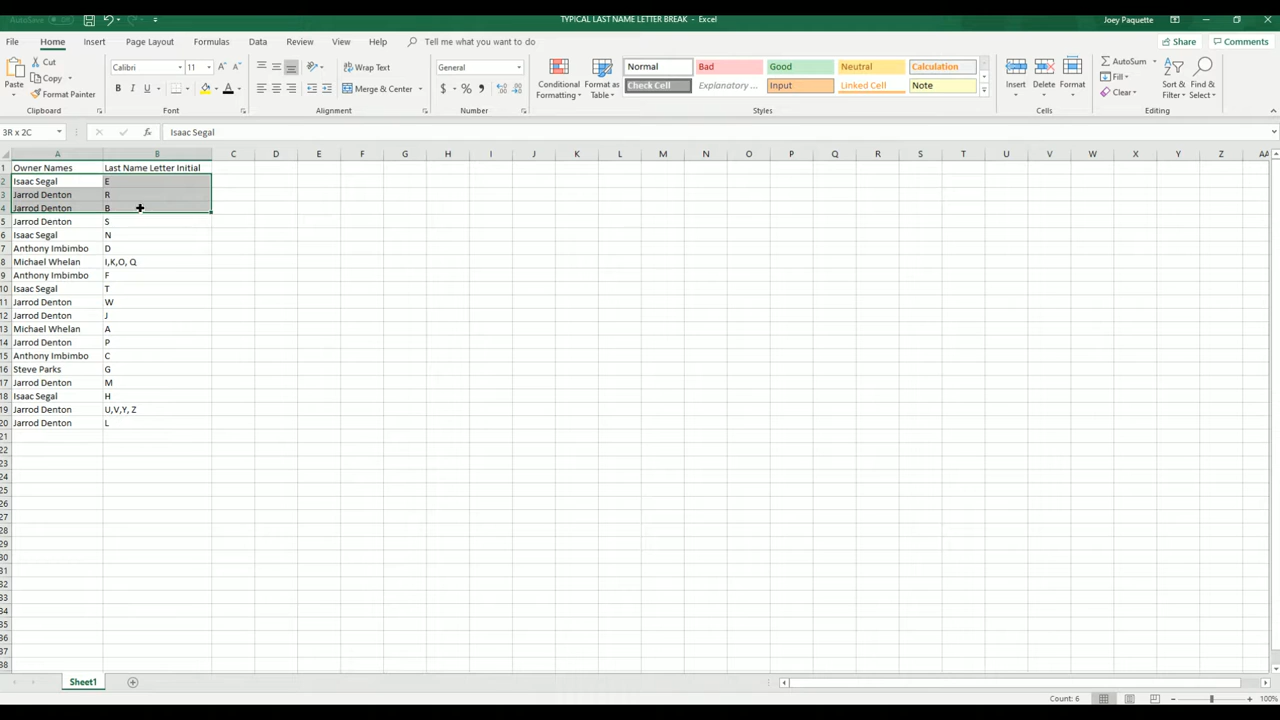 AutoSave Off TYPICAL LAST NAME LETTER BREAK - Excel Joey Paquette
File Home Insert Page Layout Formulas Data Review View Help Tell me what you want to do Share Comments
Paste Cut Copy Format Painter
Clipboard
Calibri 11 A A B I U A
Font
Wrap Text
Merge & Center
Alignment
General
$ % 9
Number
Conditional Formatting Format as Table
Normal Bad Good Neutral Calculation
Check Cell Explanatory ... Input Linked Cell Note
Styles
Insert Delete Format
Cells
AutoSum Fill Clear Sort & Filter Find & Select
Editing
3R x 2C fx Isaac Segal
A B C D E F G H I J K L M N O P Q R S T U V W X Y Z AA
1 Owner Names Last Name Letter Initial
2 Isaac Segal E
3 Jarrod Denton R
4 Jarrod Denton B
5 Jarrod Denton S
6 Isaac Segal N
7 Anthony Imbimbo D
8 Michael Whelan I,K,O, Q
9 Anthony Imbimbo F
10 Isaac Segal T
11 Jarrod Denton W
12 Jarrod Denton J
13 Michael Whelan A
14 Jarrod Denton P
15 Anthony Imbimbo C
16 Steve Parks G
17 Jarrod Denton M
18 Isaac Segal H
19 Jarrod Denton U,V,Y, Z
20 Jarrod Denton L
21
22
23
24
25
26
27
28
29
30
31
32
33
34
35
36
37
38
Sheet1
Count: 6 100%